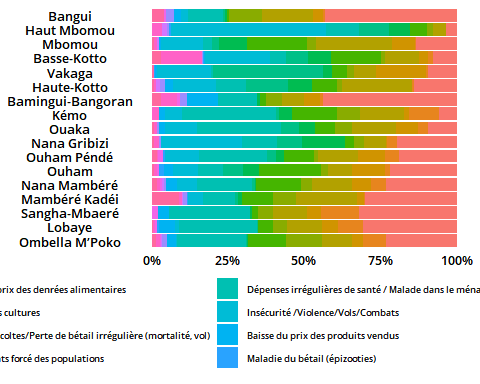 Bangui
Haut Mbomou
Mbomou
Basse-Kotto
Vakaga
Haute-Kotto
Bamingui-Bangoran
Kémo
Ouaka
Nana Gribizi
Ouham Péndé
Ouham
Nana Mambéré
Mambéré Kadéi
Sangha-Mbaeré
Lobaye
Ombella M'Poko
0% 25% 50% 75% 100%
prix des denrées alimentaires
Dépenses irrégulières de santé / Malade dans le ména
s cultures
Insécurité /Violence/Vols/Combats
coltes/Perte de bétail irrégulière (mortalité, vol)
Baisse du prix des produits vendus
ts forcé des populations
Maladie du bétail (épizooties)